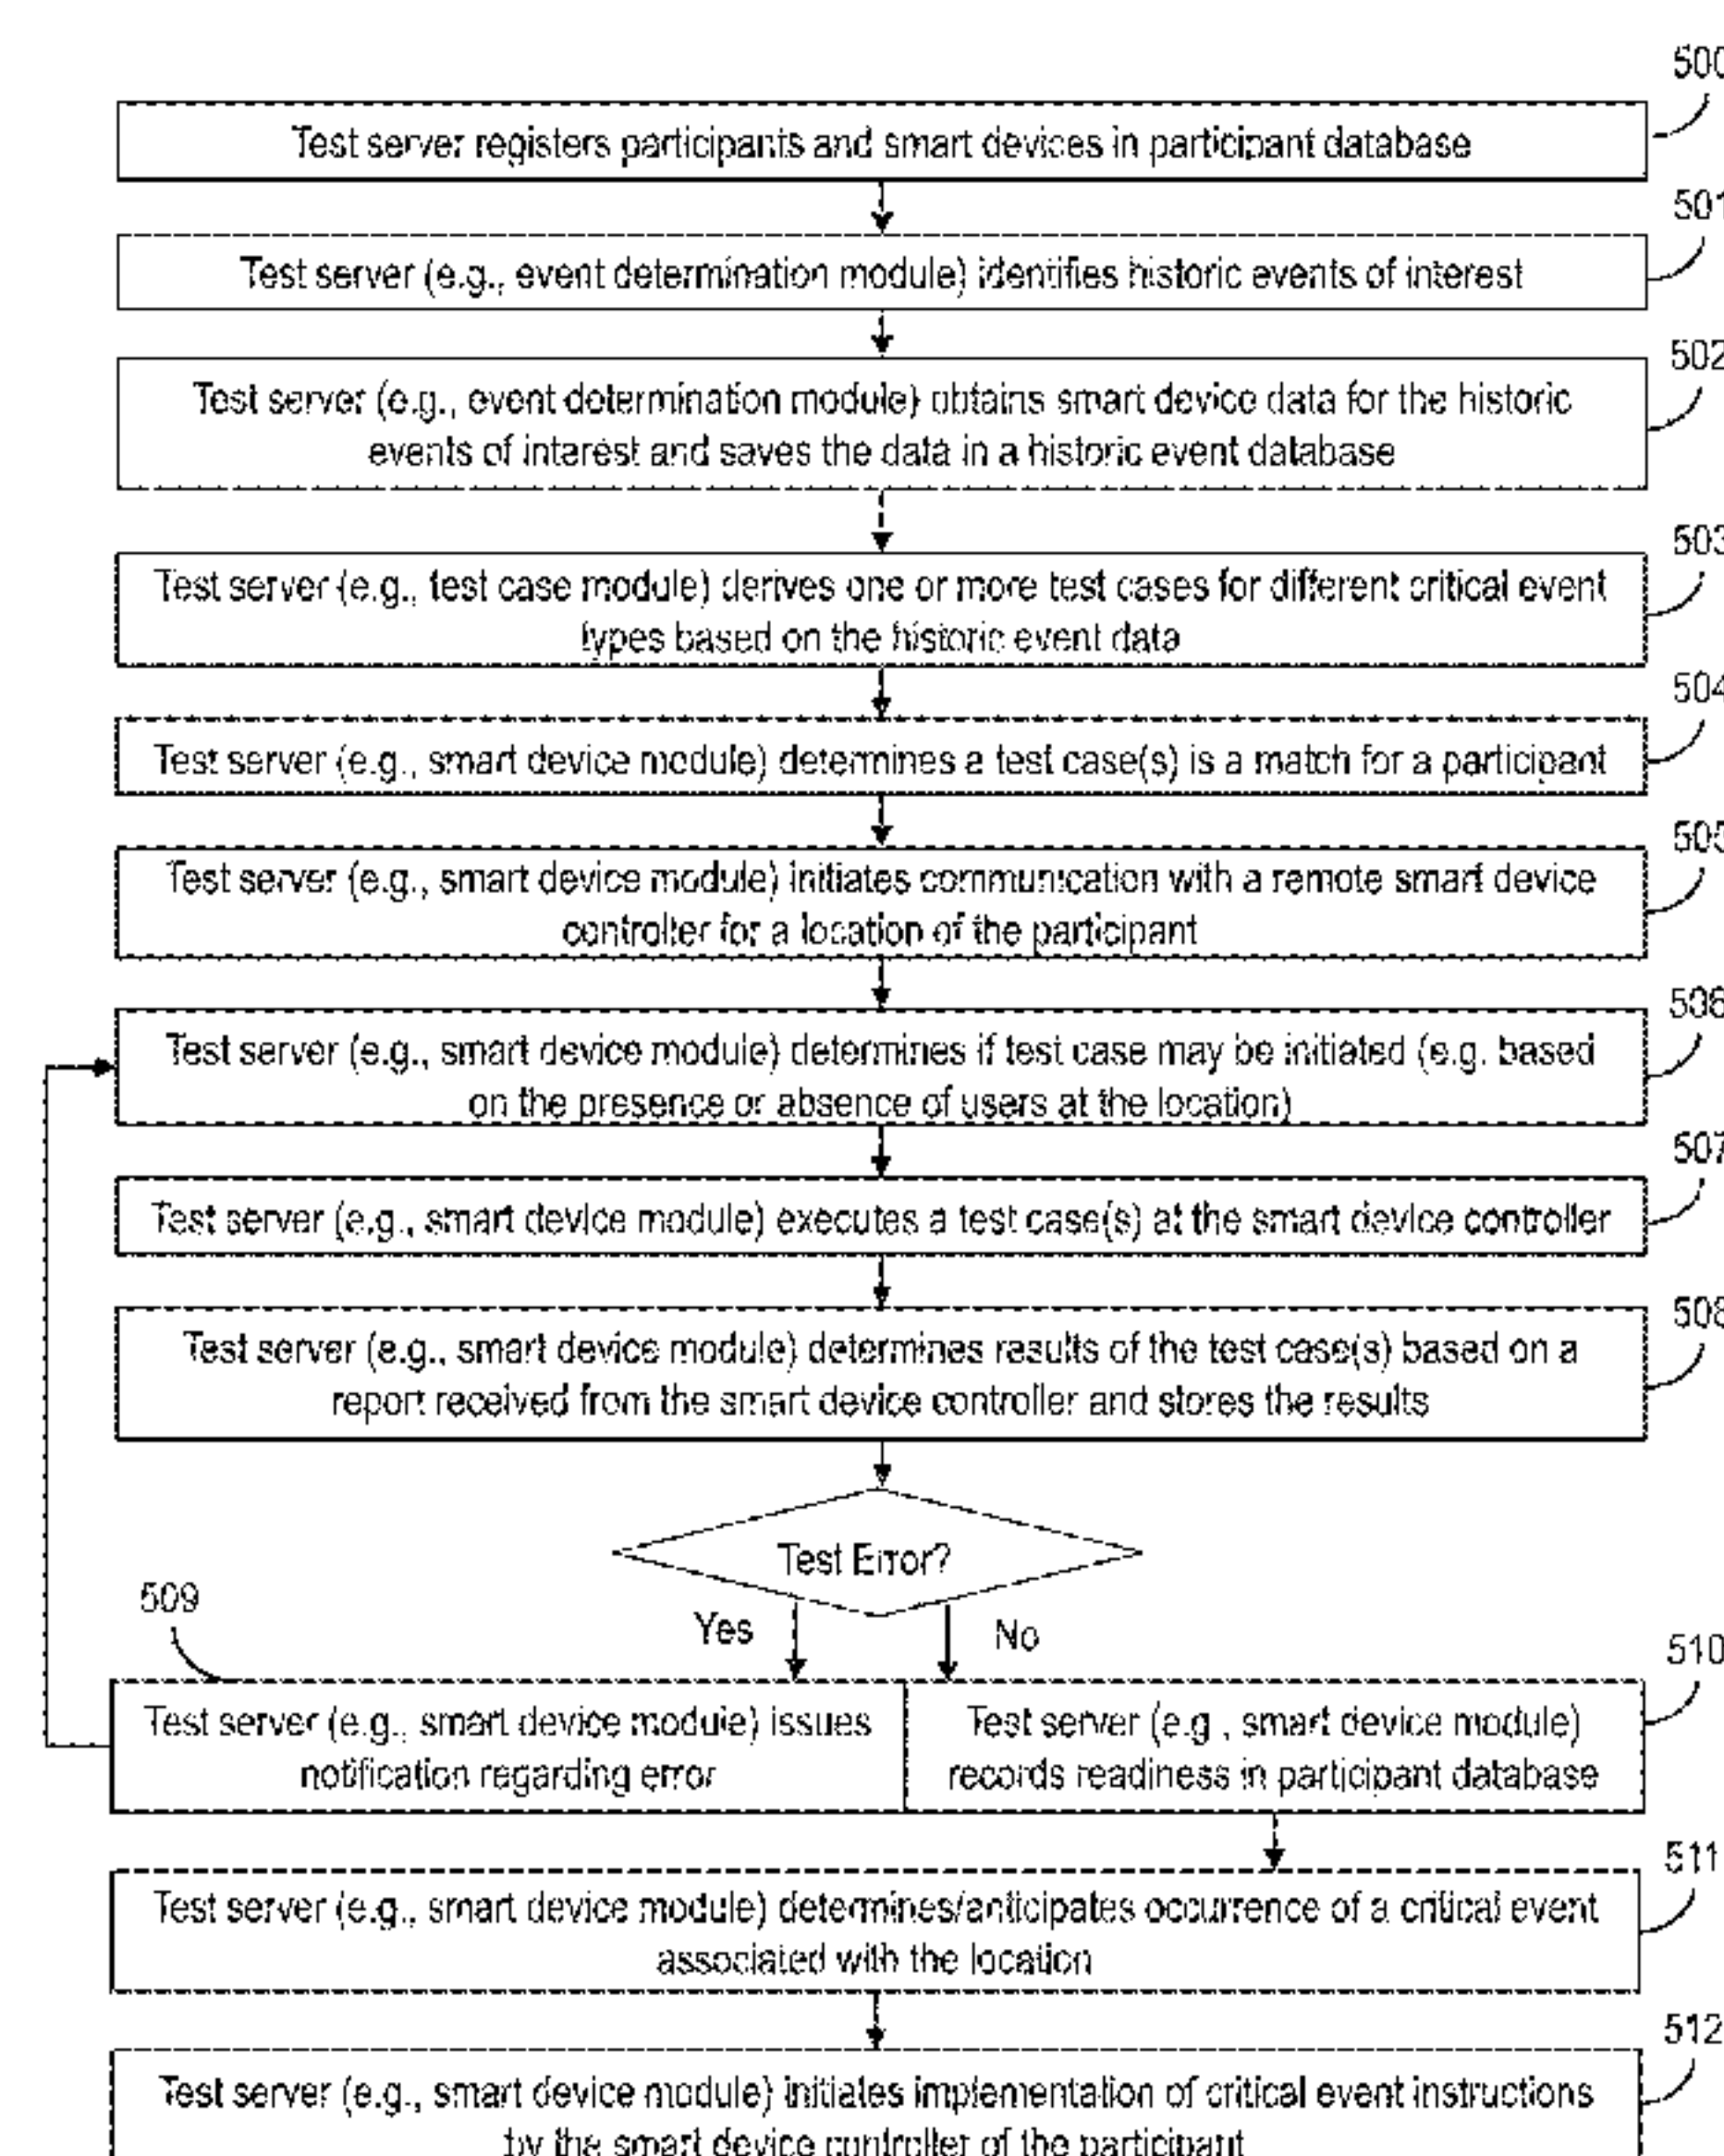 500
Test server registers participants and smart devices in participant database
501
Test server (e.g., event determination module) identifies historic events of interest
502
Test server (e.g., event determination module) obtains smart device data for the historic
events of interest and saves the data in a historic event database
503
Test server (e.g., test case module) derives one or more test cases for different critical event
types based on the historic event data
504
Test server (e.g., smart device module) determines a test case(s) is a match for a participant
505
Test server (e.g., smart device module) initiates communication with a remote smart device
controller for a location of the participant
506
Test server (e.g., smart device module) determines if test case may be initiated (e.g. based
on the presence or absence of users at the location)
507
Test server (e.g., smart device module) executes a test case(s) at the smart device controller
508
Test server (e.g., smart device module) determines results of the test case(s) based on a
report received from the smart device controller and stores the results
Test Error?
Yes
No
509
Test server (e.g., smart device module) issues
notification regarding error
510
Test server (e.g., smart device module)
records readiness in participant database
511
Test server (e.g., smart device module) determines/anticipates occurrence of a critical event
associated with the location
512
Test server (e.g., smart device module) initiates implementation of critical event instructions
by the smart device controller of the participant